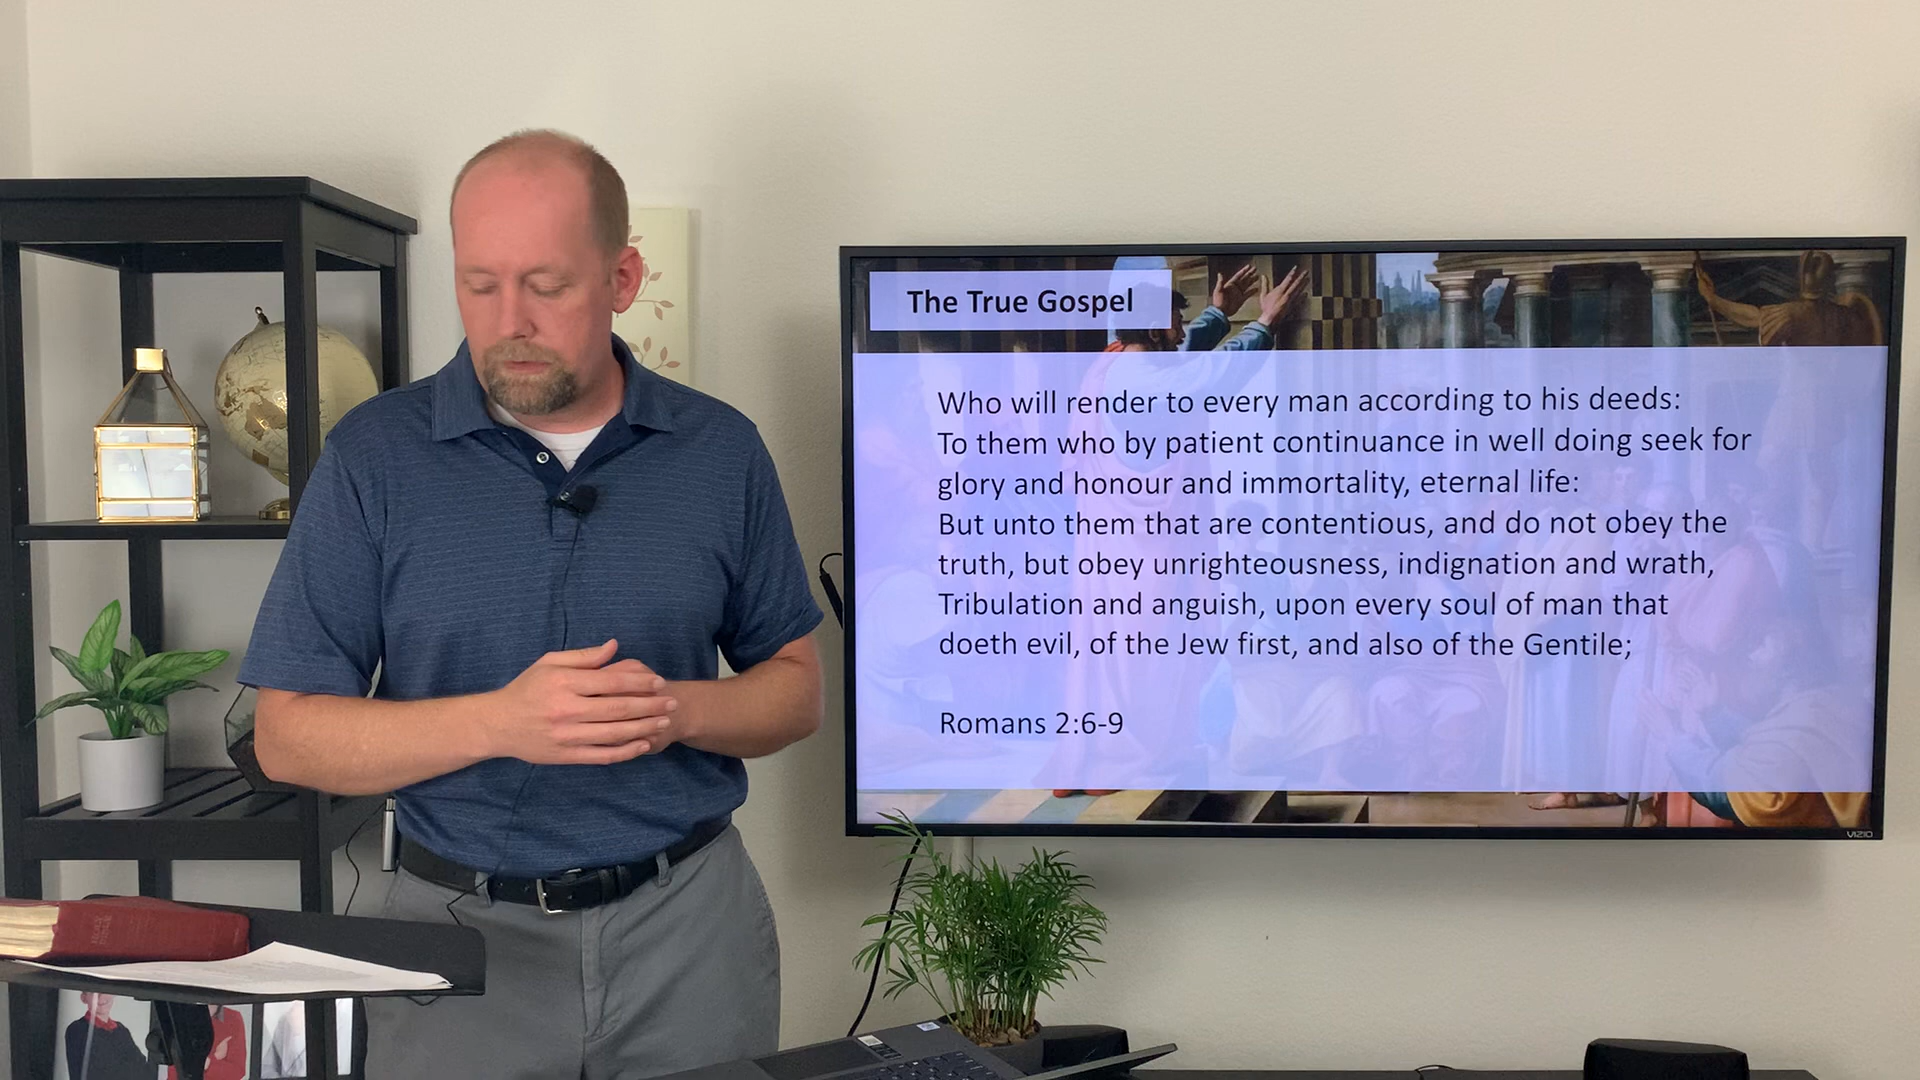 The True Gospel
Who will render to every man according to his deeds:
To them who by patient continuance in well doing seek for
glory and honour and immortality, eternal life:
But unto them that are contentious, and do not obey the
truth, but obey unrighteousness, indignation and wrath,
Tribulation and anguish, upon every soul of man that
doeth evil, of the Jew first, and also of the Gentile;
Romans 2:6-9
VIZIO